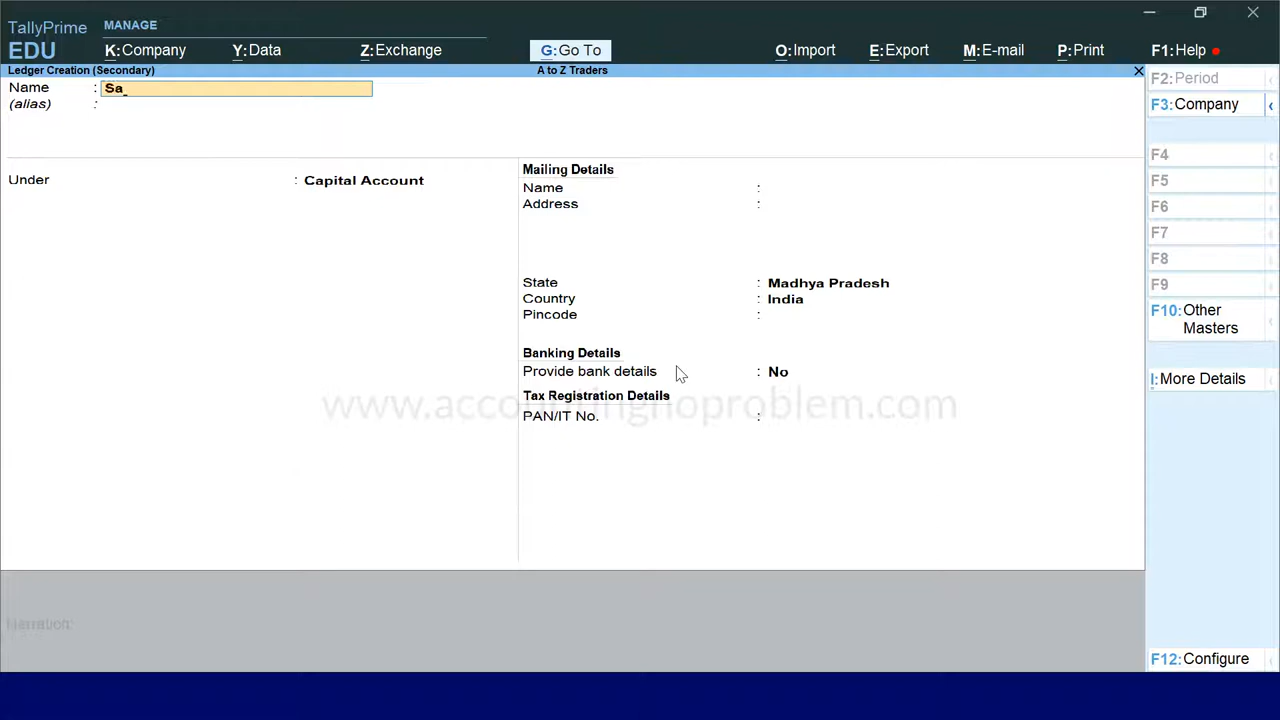 TallyPrime MANAGE
EDU K:Company Y:Data Z:Exchange G:Go To O:Import E:Export M:E-mail P:Print F1:Help
Ledger Creation (Secondary) A to Z Traders
Name : Sa
(alias) :
Under : Capital Account
Mailing Details
Name :
Address :
State : Madhya Pradesh
Country : India
Pincode :
Banking Details
Provide bank details : No
Tax Registration Details
PAN/IT No. :
www.accountingnoproblem.com
Narration:
F2:Period
F3:Company
F4
F5
F6
F7
F8
F9
F10:Other
Masters
I:More Details
F12:Configure